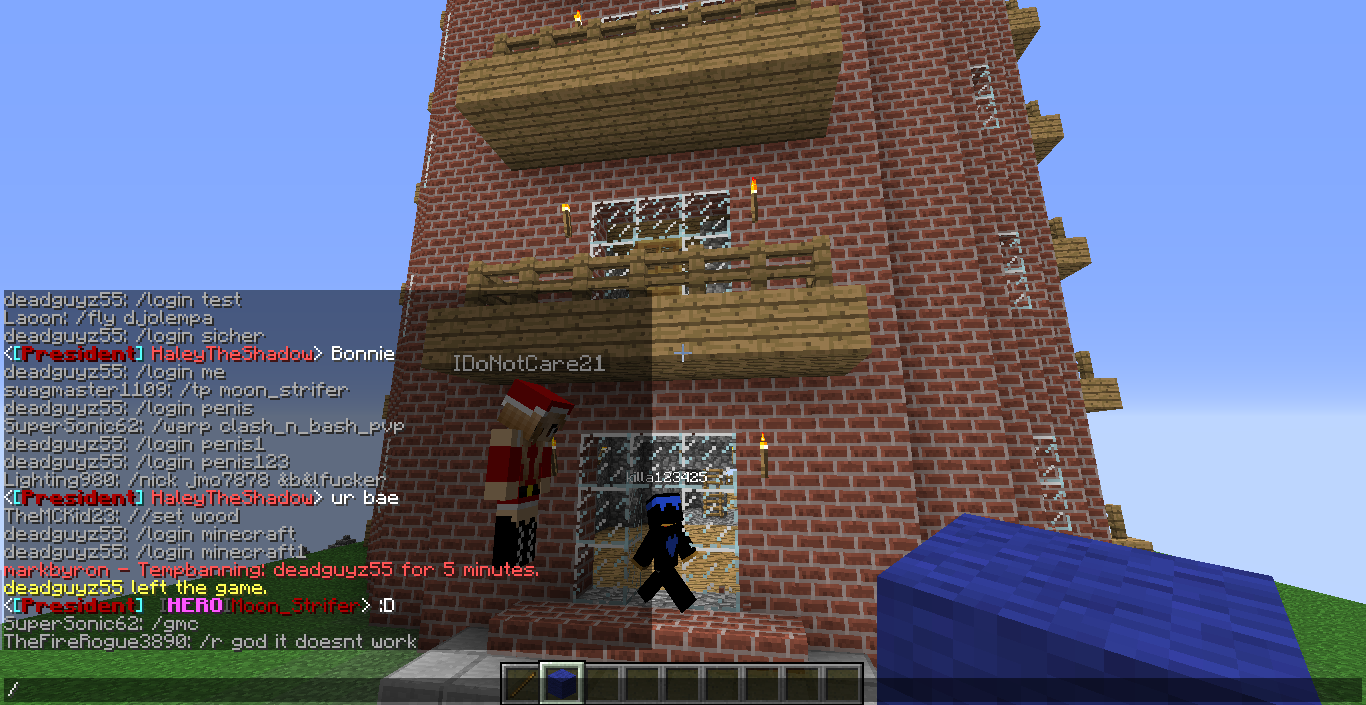 deadguyz55: /login test
Laoon: /fly djolempa
deadguyz55: /login sicher
<[President] HaleyTheShadow> Bonnie
deadguyz55: /login me
IDoNotCare21
suagmaster1109: /tp moon_strifer
deadguyz55: /login penis
SuperSonic62: /warp clash_n_bash_pvp
deadguyz55: /login penis1
deadguyz55: /login penis123
Lighting980: /nick jmo7878 &b&lfucker
killa123425
<[President] HaleyTheShadow> ur bae
TheMCKid23: //set wood
deadguyz55: /login minecraft
deadguyz55: /login minecraft1
markbyron - Tempbanning: deadguyz55 for 5 minutes.
deadguyz55 left the game.
<[President] [HERO]Moon_Strifer> :D
SuperSonic62: /gmc
TheFireRogue3890: /r god it doesnt work
/